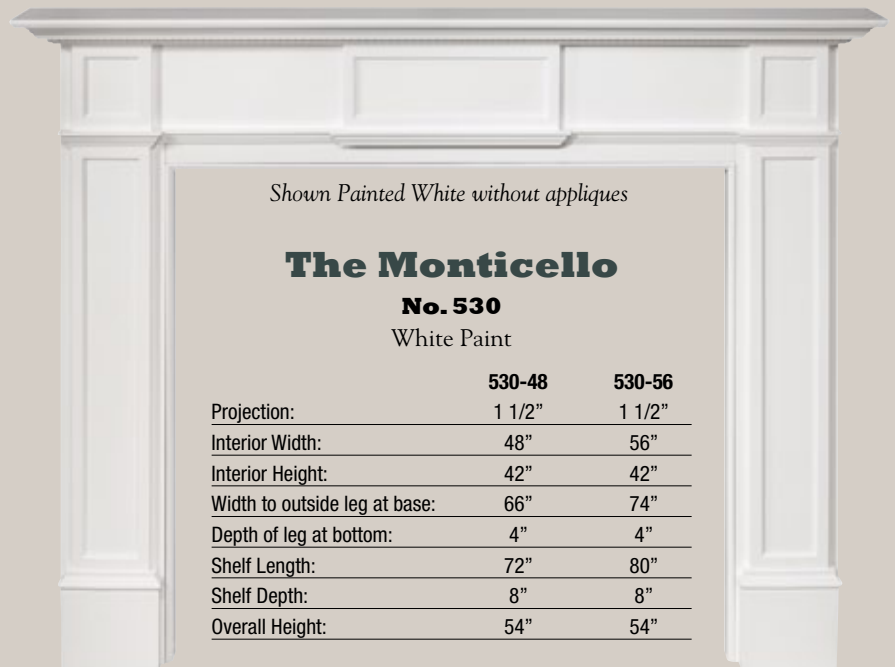 Shown Painted White without appliques
The Monticello
No. 530
White Paint
530-48 530-56
Projection: 1 1/2” 1 1/2”
Interior Width: 48” 56”
Interior Height: 42” 42”
Width to outside leg at base: 66” 74”
Depth of leg at bottom: 4” 4”
Shelf Length: 72” 80”
Shelf Depth: 8” 8”
Overall Height: 54” 54”